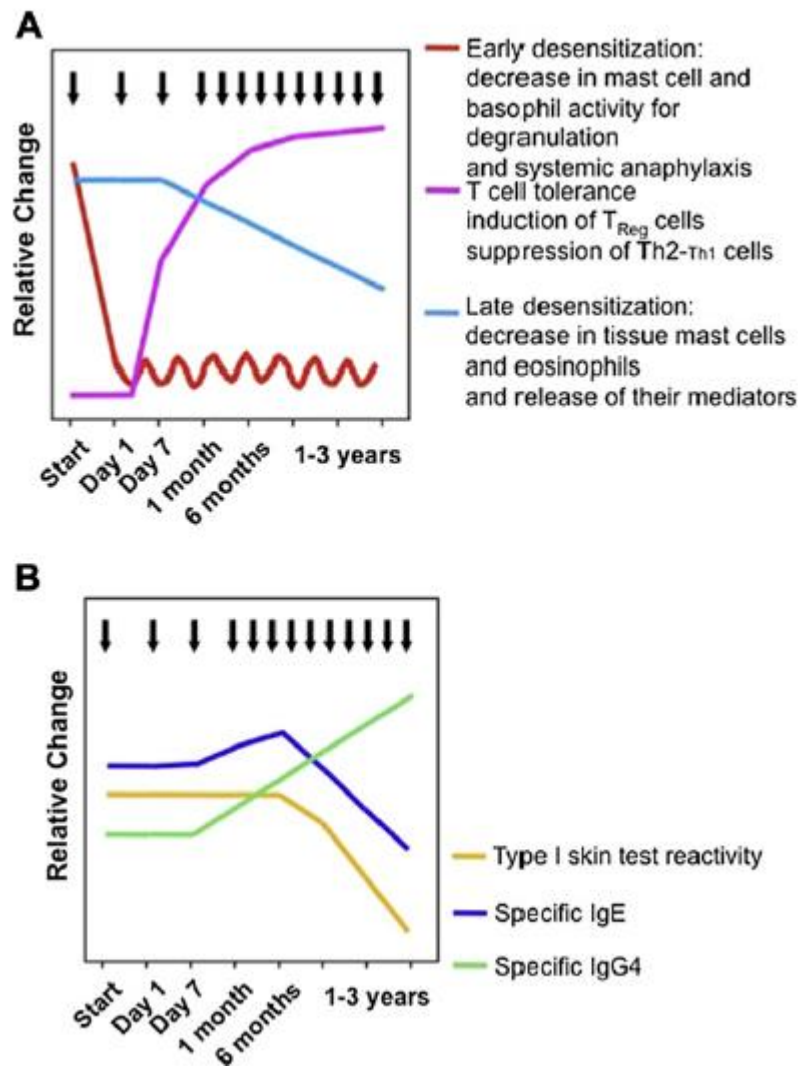 A
Relative Change
Start
Day 1
Day 7
1 month
6 months
1-3 years
Early desensitization:
decrease in mast cell and
basophil activity for
degranulation
and systemic anaphylaxis
T cell tolerance
induction of TReg cells
suppression of Th2-Th1 cells
Late desensitization:
decrease in tissue mast cells
and eosinophils
and release of their mediators
B
Relative Change
Start
Day 1
Day 7
1 month
6 months
1-3 years
Type I skin test reactivity
Specific IgE
Specific IgG4